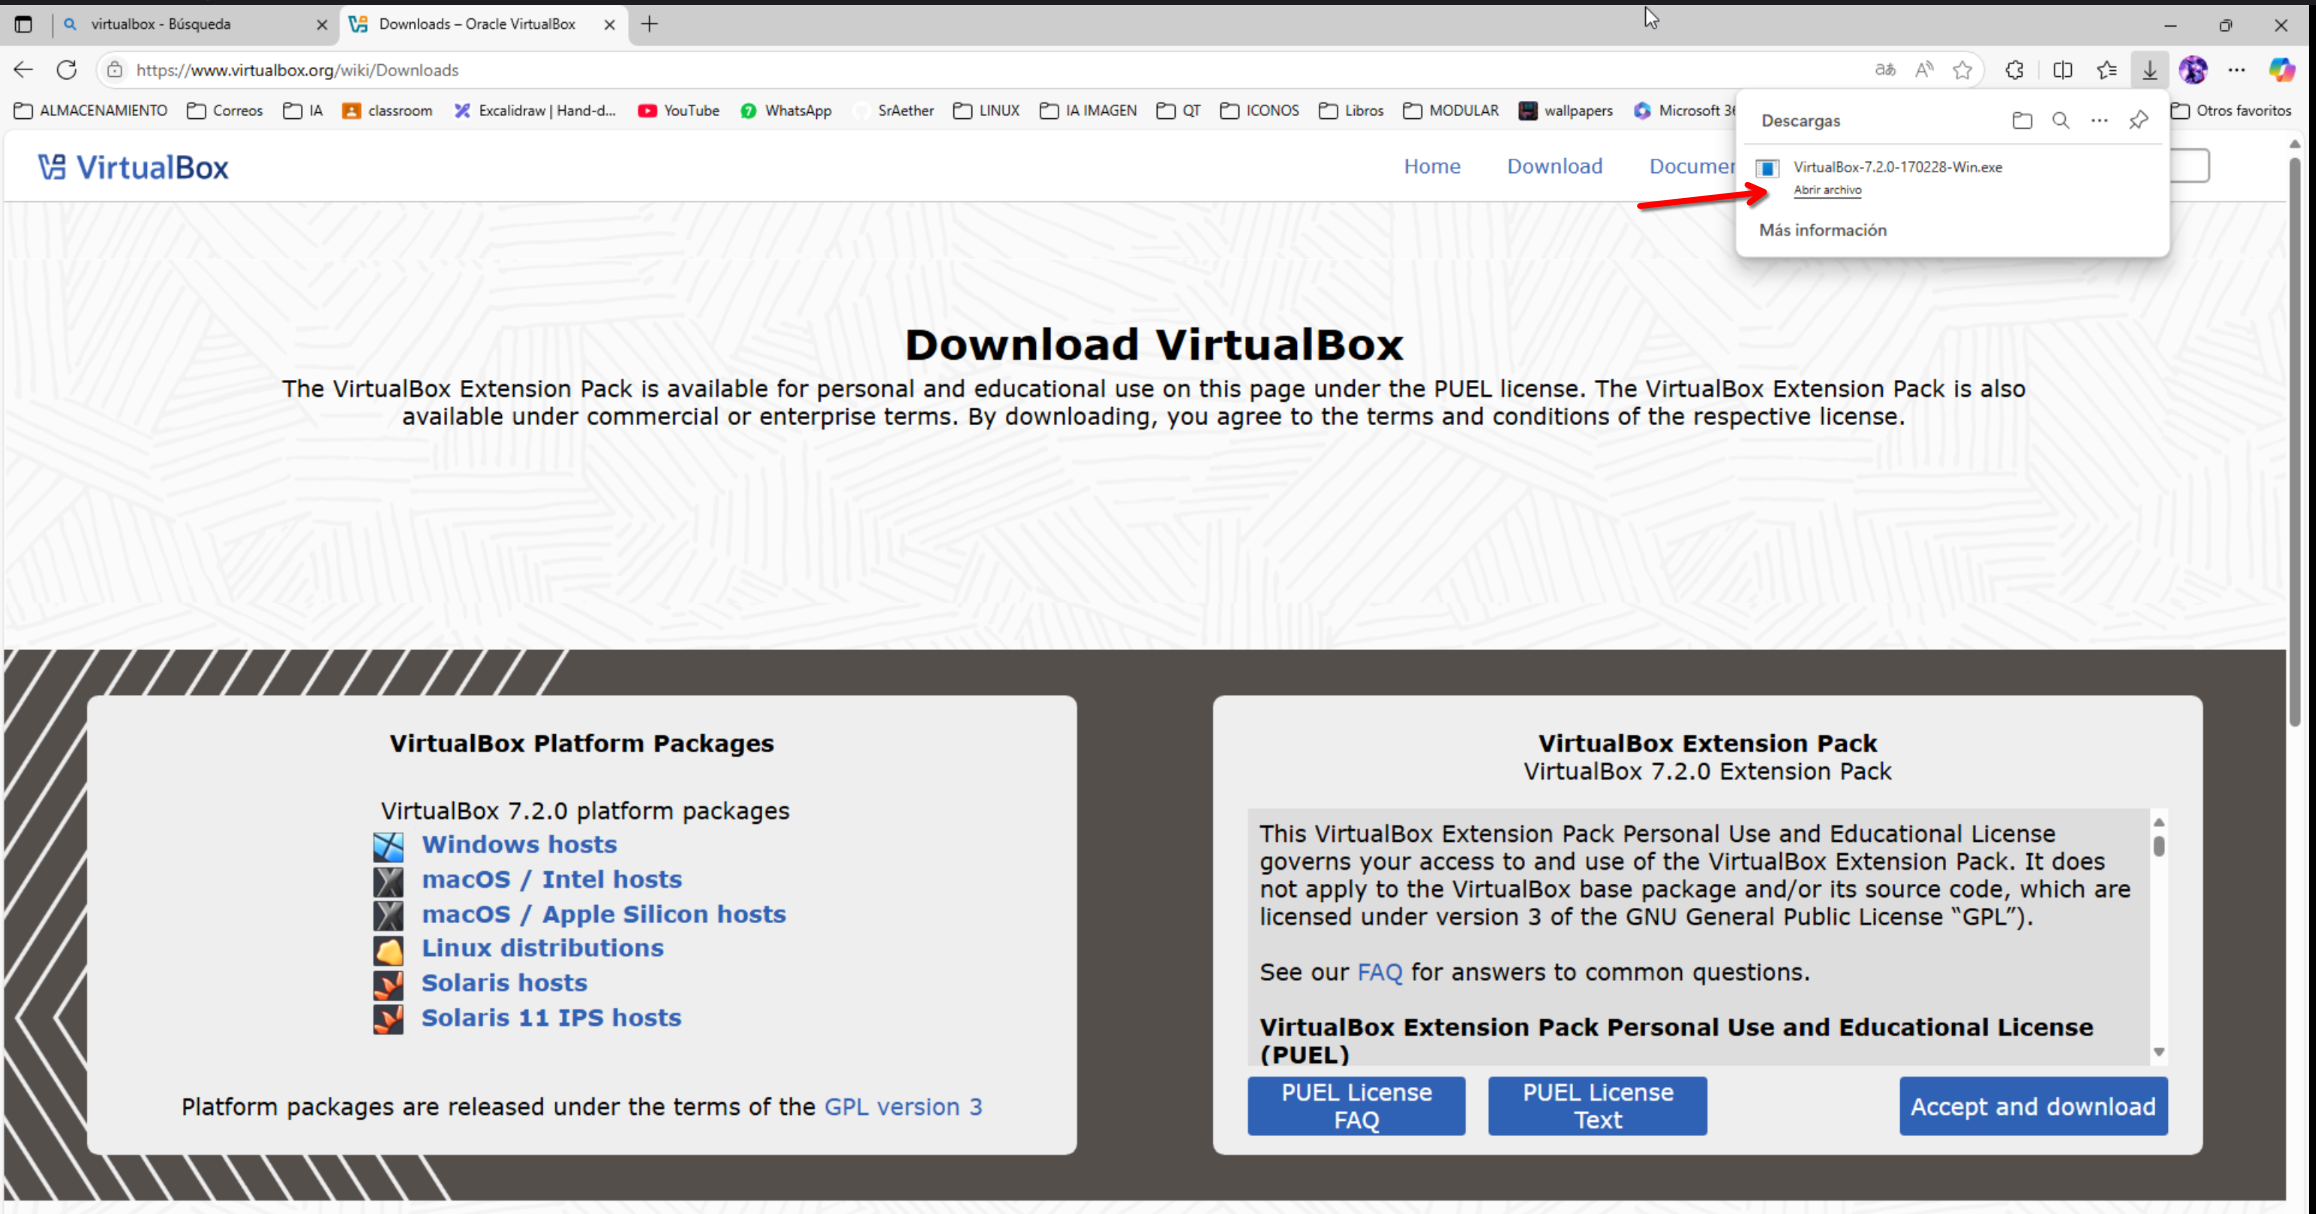 virtualbox - Búsqueda
Downloads – Oracle VirtualBox
https://www.virtualbox.org/wiki/Downloads
ALMACENAMIENTO
Correos
IA
classroom
Excalidraw | Hand-d...
YouTube
WhatsApp
SrAether
LINUX
IA IMAGEN
QT
ICONOS
Libros
MODULAR
wallpapers
Microsoft 3
Otros favoritos
Descargas
VirtualBox-7.2.0-170228-Win.exe
Abrir archivo
Más información
VirtualBox
Home
Download
Documen
Download VirtualBox
The VirtualBox Extension Pack is available for personal and educational use on this page under the PUEL license. The VirtualBox Extension Pack is also
available under commercial or enterprise terms. By downloading, you agree to the terms and conditions of the respective license.
VirtualBox Platform Packages
VirtualBox 7.2.0 platform packages
Windows hosts
macOS / Intel hosts
macOS / Apple Silicon hosts
Linux distributions
Solaris hosts
Solaris 11 IPS hosts
Platform packages are released under the terms of the GPL version 3
VirtualBox Extension Pack
VirtualBox 7.2.0 Extension Pack
This VirtualBox Extension Pack Personal Use and Educational License
governs your access to and use of the VirtualBox Extension Pack. It does
not apply to the VirtualBox base package and/or its source code, which are
licensed under version 3 of the GNU General Public License “GPL”).
See our FAQ for answers to common questions.
VirtualBox Extension Pack Personal Use and Educational License
(PUEL)
PUEL License
FAQ
PUEL License
Text
Accept and download